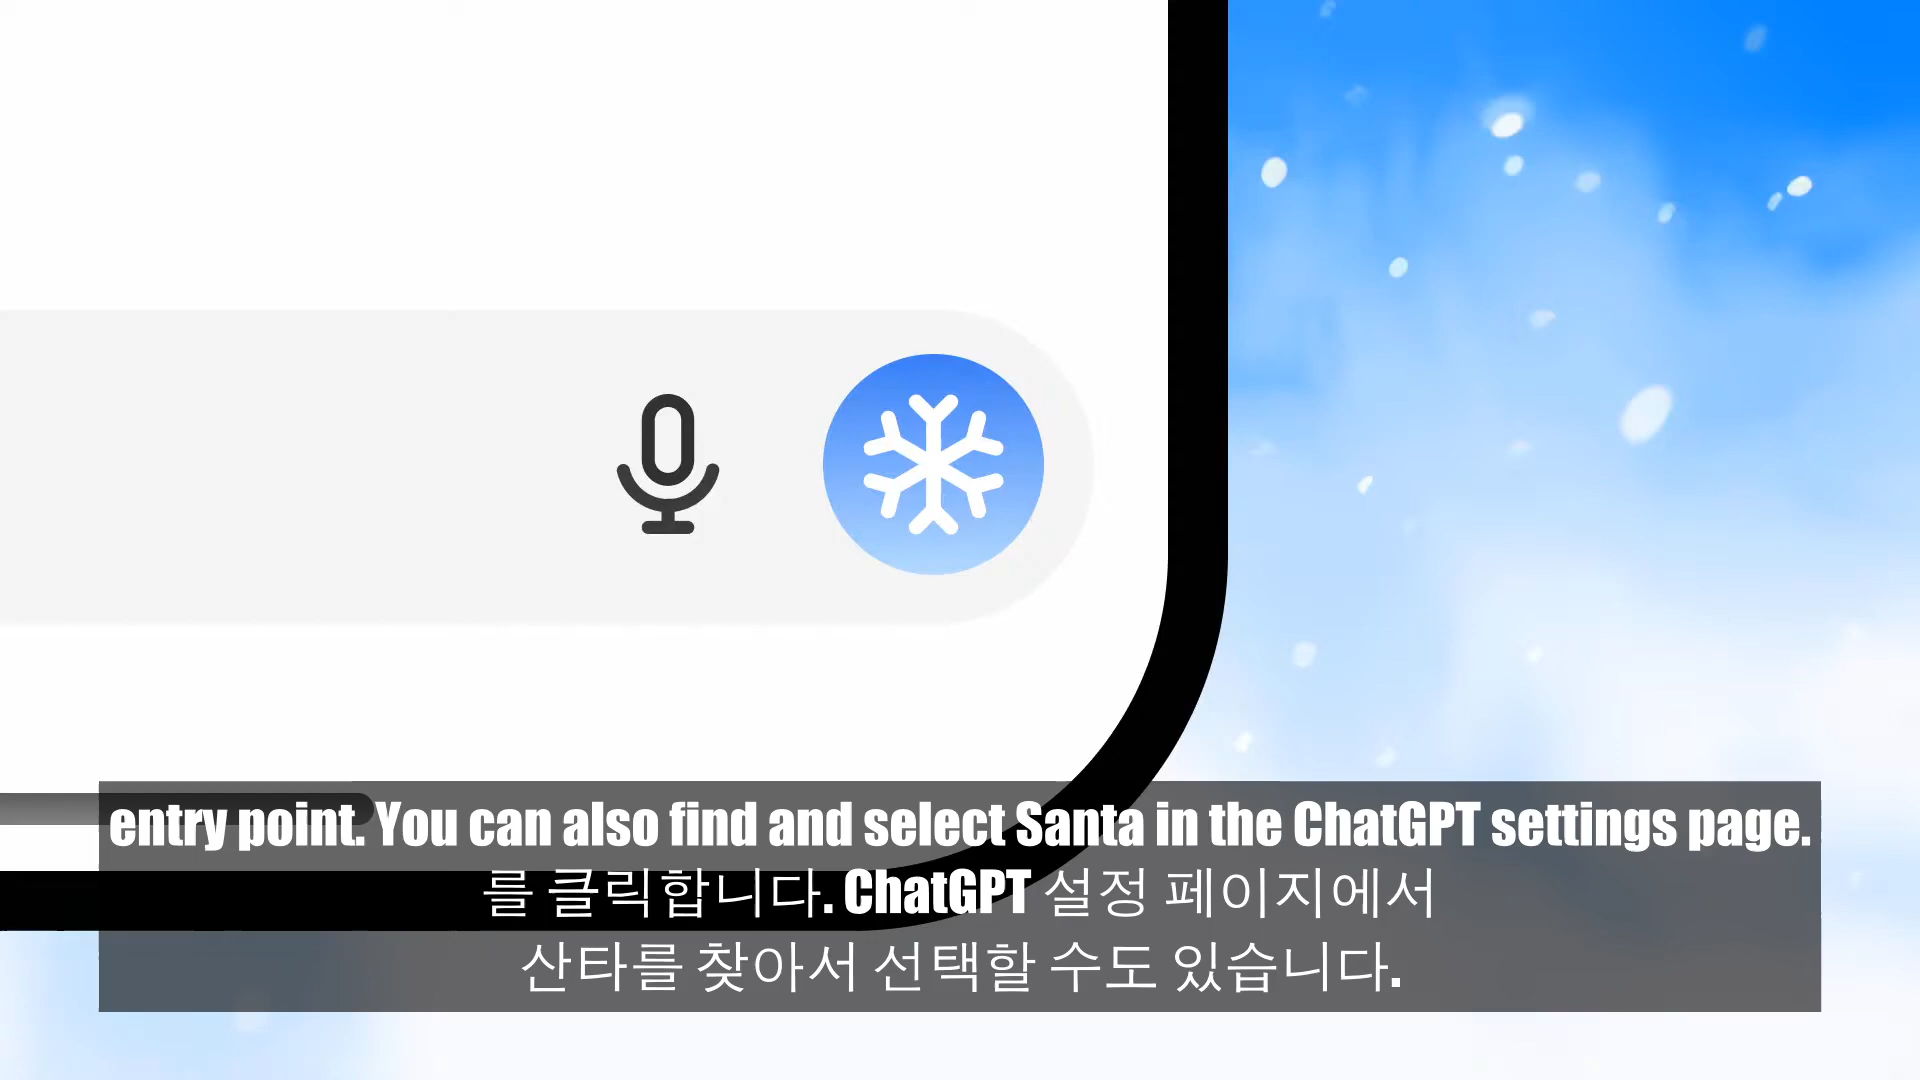 entry point. You can also find and select Santa in the ChatGPT settings page.
를 클릭합니다. ChatGPT 설정 페이지에서
산타를 찾아서 선택할 수도 있습니다.